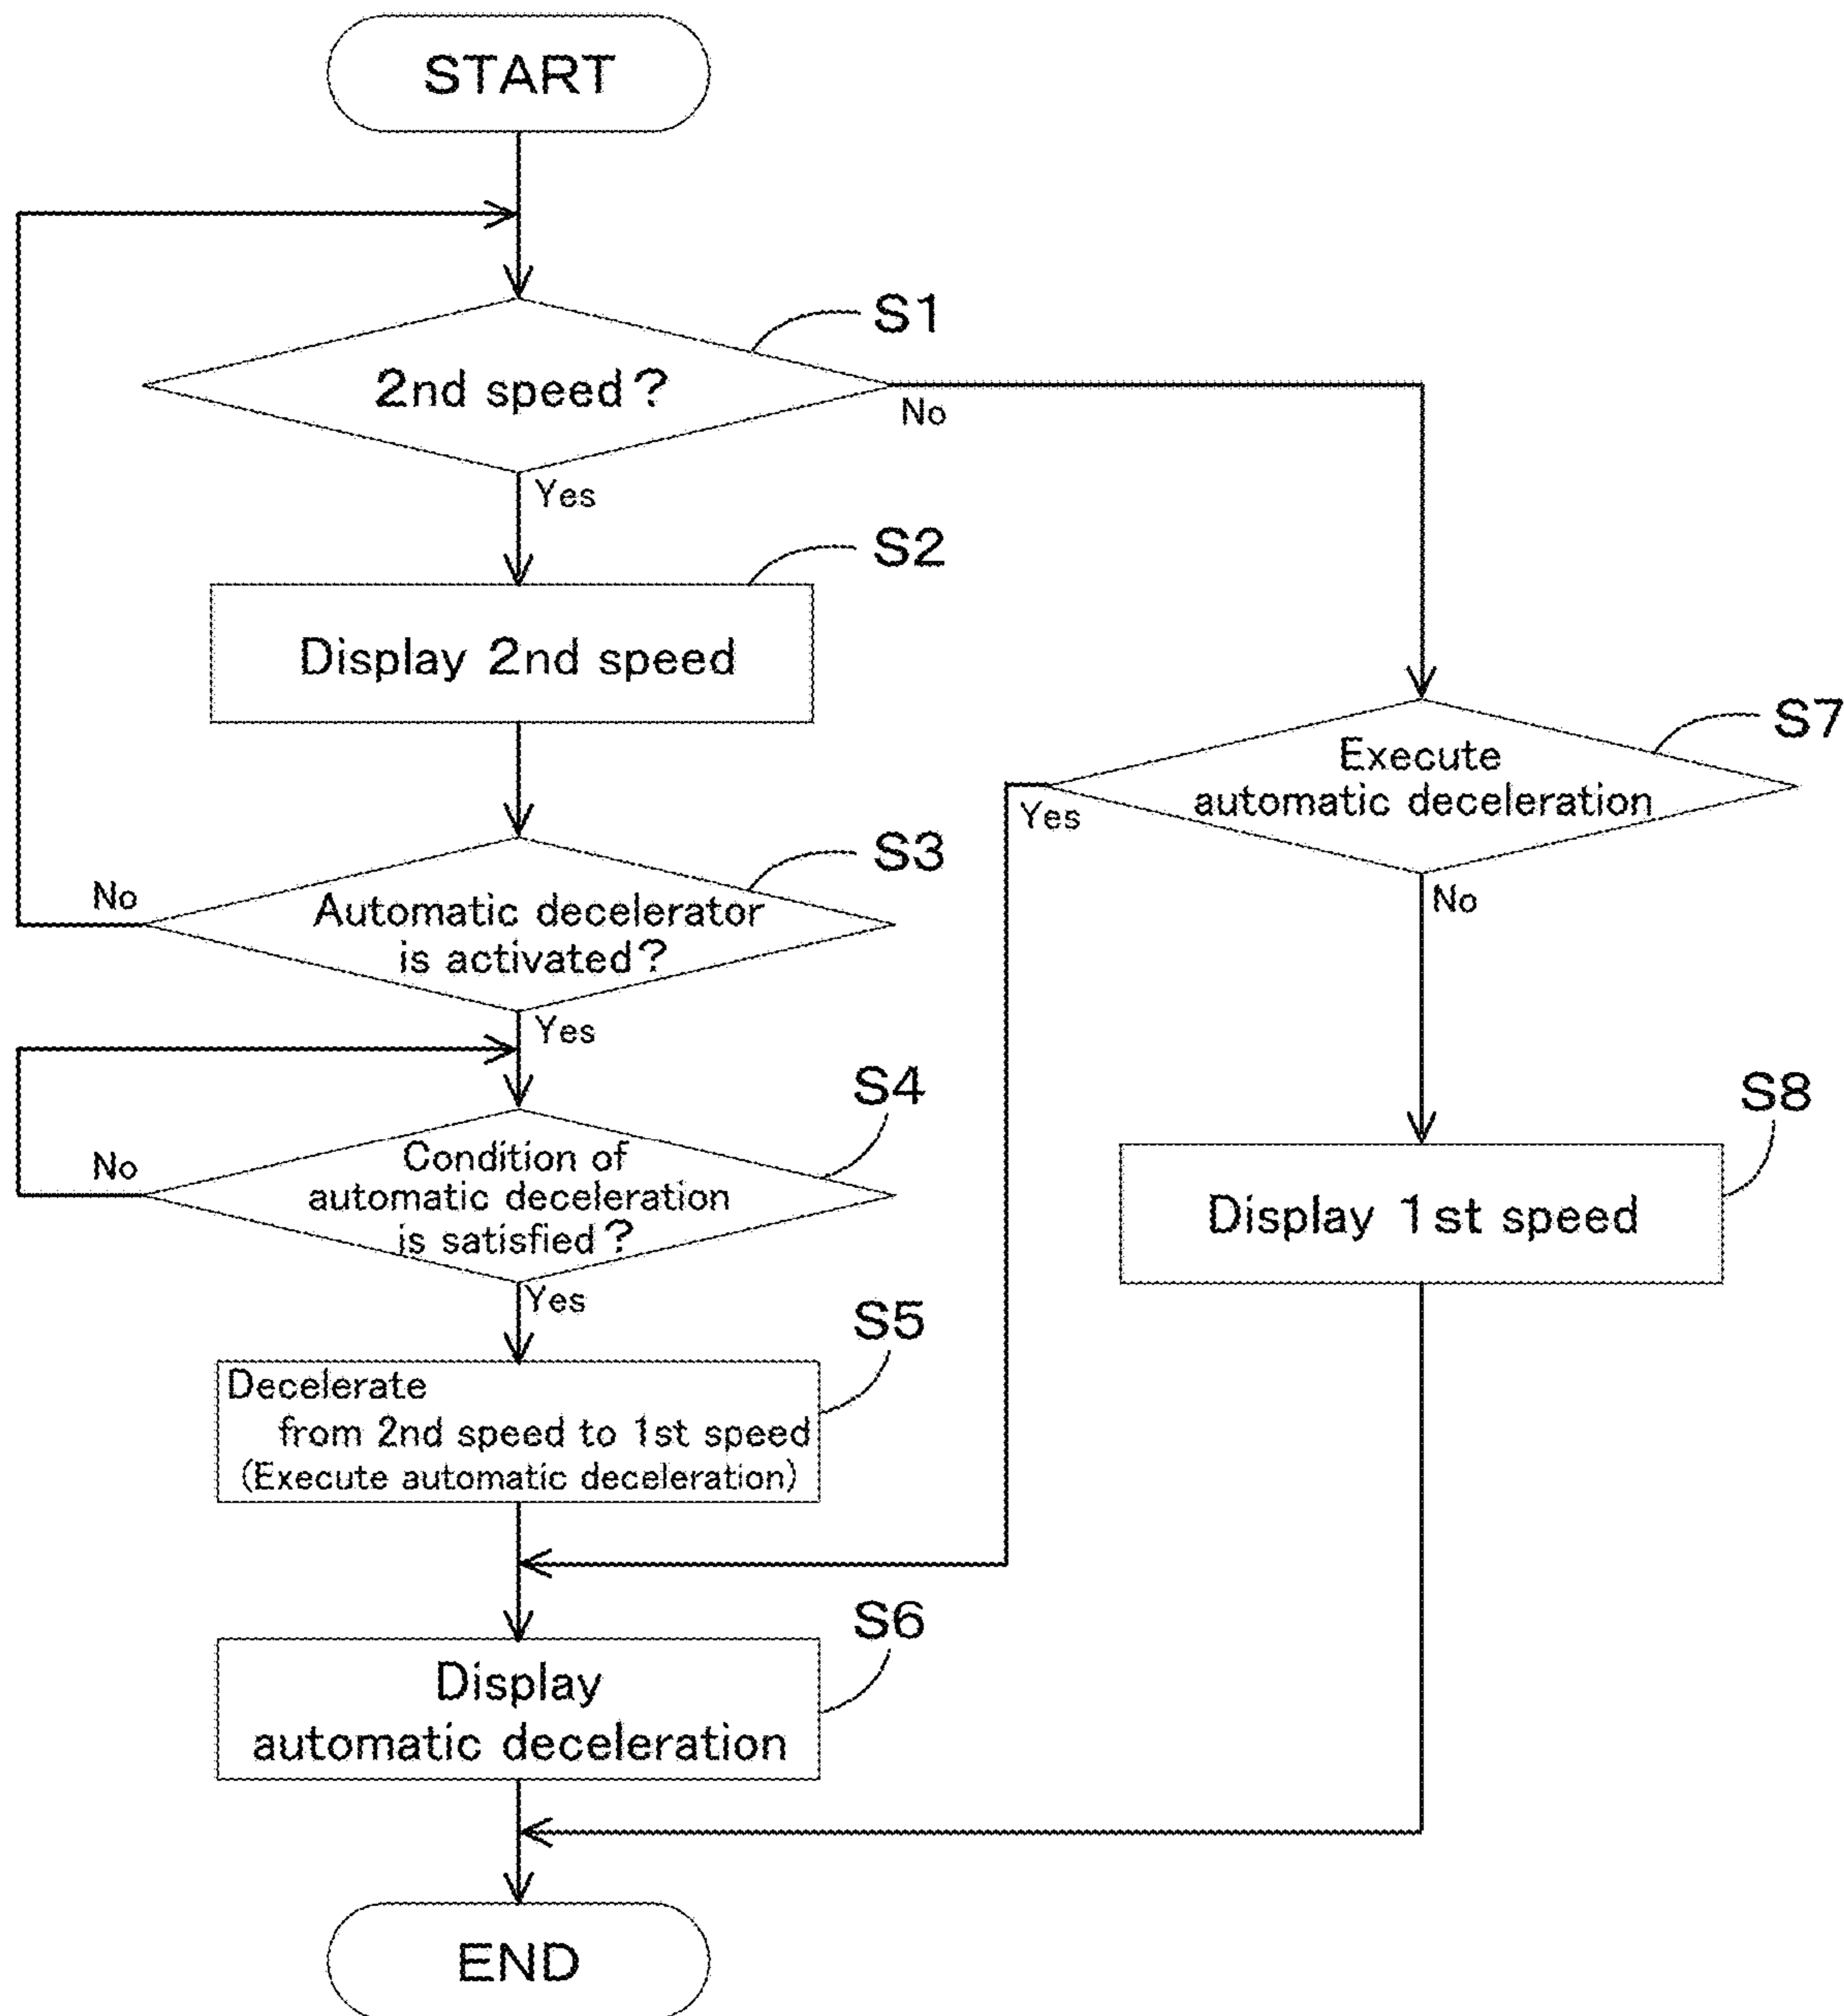 START
S1
2nd speed?
No
Yes
S2
Display 2nd speed
S7
Execute
automatic deceleration
Yes
No
S3
No
Automatic decelerator
is activated?
Yes
S4
No
Condition of
automatic deceleration
is satisfied?
Yes
S8
Display 1st speed
S5
Decelerate
from 2nd speed to 1st speed
(Execute automatic deceleration)
S6
Display
automatic deceleration
END